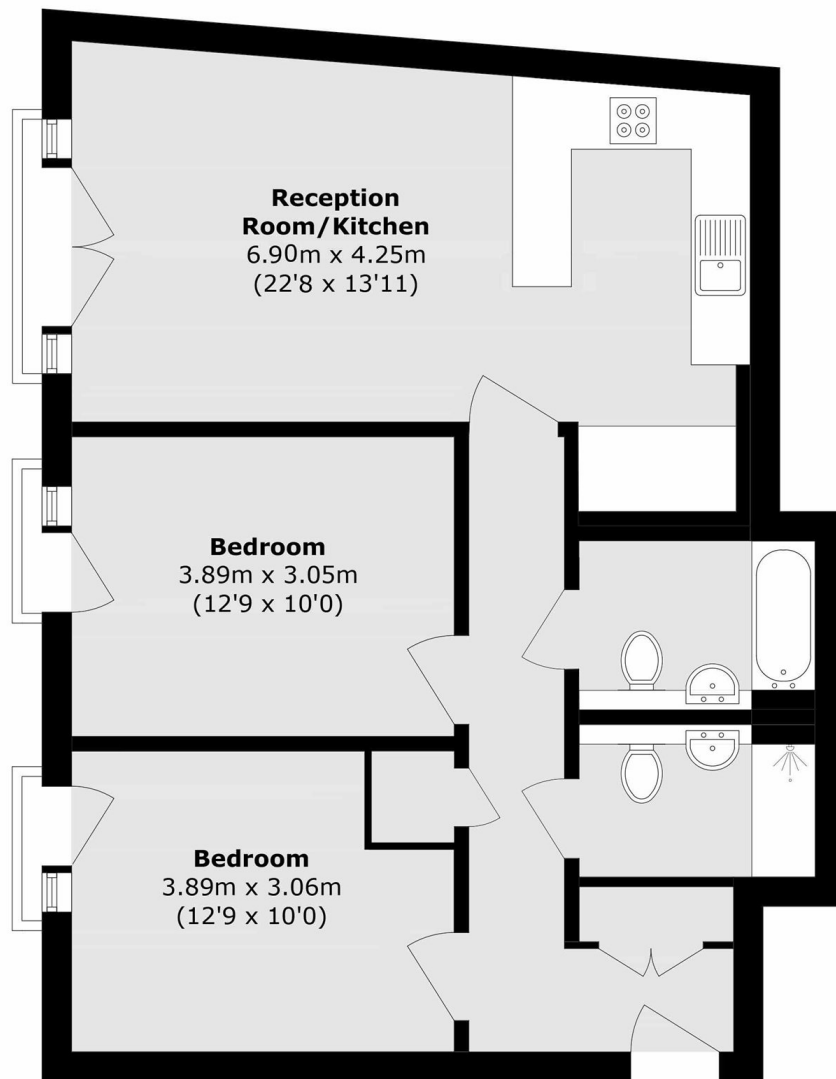 Reception
Room/Kitchen
6.90m x 4.25m
(22'8 x 13'11)
Bedroom
3.89m x 3.05m
(12'9 x 10'0)
Bedroom
3.89m x 3.06m
(12'9 x 10'0)